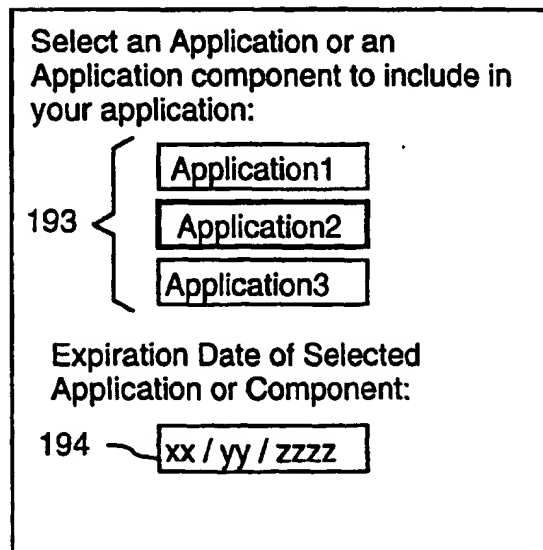 Select an Application or an
Application component to include in
your application:
Application1
193
Application2
Application3
Expiration Date of Selected
Application or Component:
194
xx / yy / zzzz